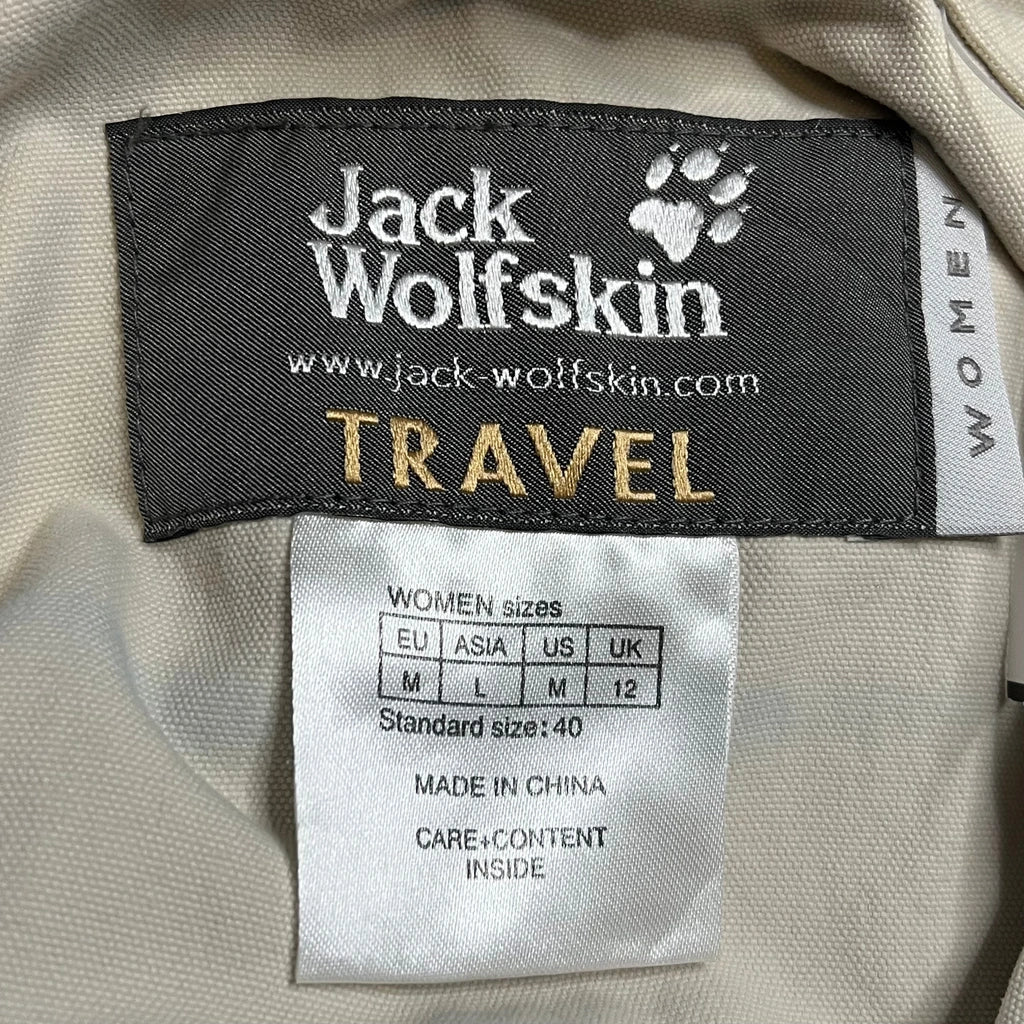 Jack
Wolfskin
www.jack-wolfskin.com
TRAVEL
WOMEN
WOMEN sizes
EU ASIA US UK
M L M 12
Standard size: 40
MADE IN CHINA
CARE+CONTENT
INSIDE